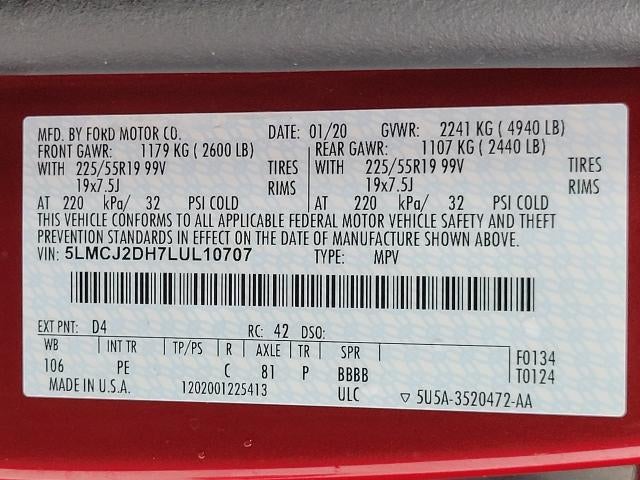 MFD. BY FORD MOTOR CO. DATE: 01/20 GVWR: 2241 KG ( 4940 LB)
FRONT GAWR: 1179 KG ( 2600 LB) REAR GAWR: 1107 KG ( 2440 LB)
WITH 225/55R19 99V TIRES WITH 225/55R19 99V TIRES
19x7.5J RIMS 19x7.5J RIMS
AT 220 kPa/ 32 PSI COLD AT 220 kPa/ 32 PSI COLD
THIS VEHICLE CONFORMS TO ALL APPLICABLE FEDERAL MOTOR VEHICLE SAFETY AND THEFT
PREVENTION STANDARDS IN EFFECT ON THE DATE OF MANUFACTURE SHOWN ABOVE.
VIN: 5LMCJ2DH7LUL10707 TYPE: MPV
EXT PNT: D4 RC: 42 DSO:
WB INT TR TP/PS R AXLE TR SPR F0134
106 PE C 81 P BBBB T0124
MADE IN U.S.A. 1202001225413 ULC ▽ 5U5A-3520472-AA